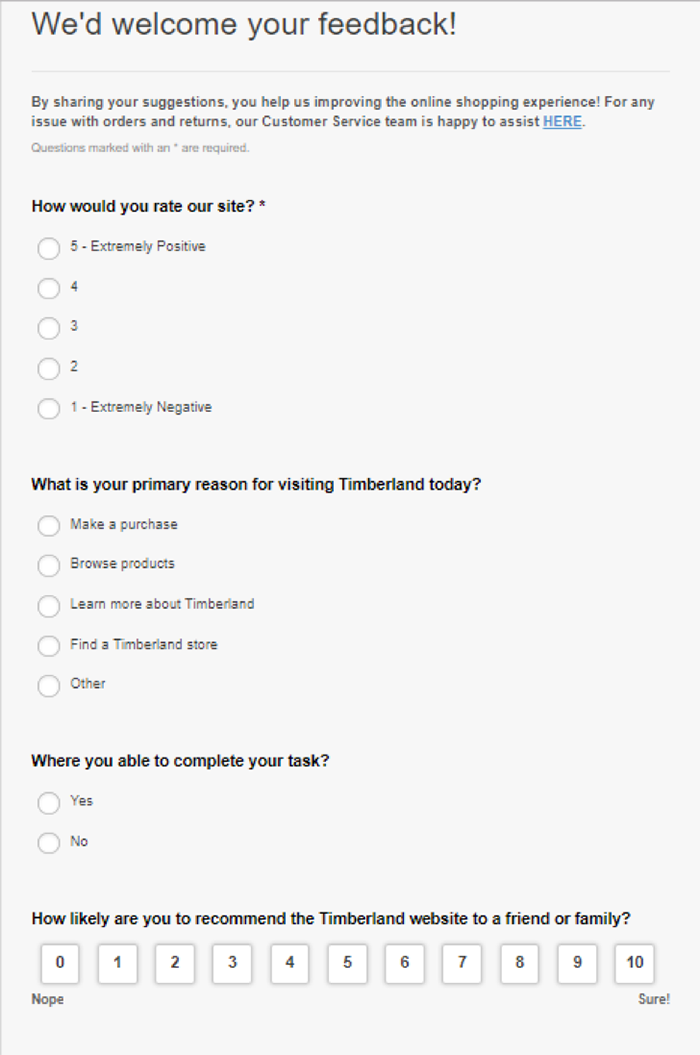 We'd welcome your feedback!
By sharing your suggestions, you help us improving the online shopping experience! For any
issue with orders and returns, our Customer Service team is happy to assist HERE.
Questions marked with an * are required.
How would you rate our site? *
5 - Extremely Positive
4
3
2
1 - Extremely Negative
What is your primary reason for visiting Timberland today?
Make a purchase
Browse products
Learn more about Timberland
Find a Timberland store
Other
Where you able to complete your task?
Yes
No
How likely are you to recommend the Timberland website to a friend or family?
0 1 2 3 4 5 6 7 8 9 10
Nope Sure!